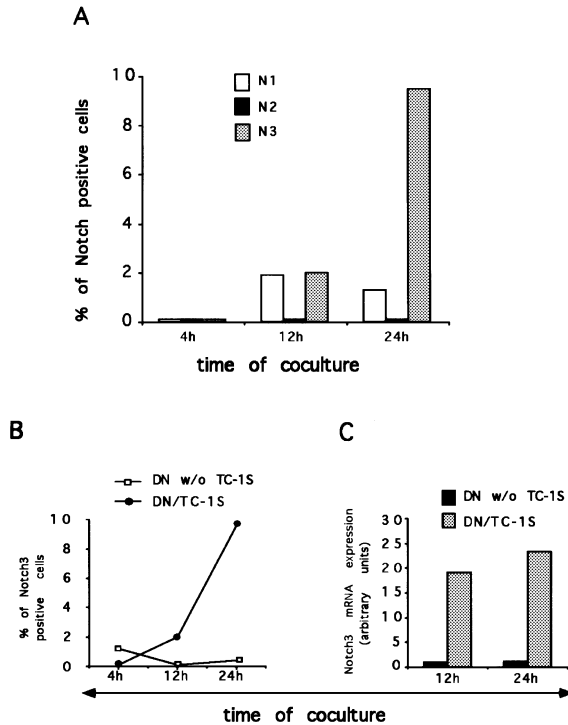 A
% of Notch positive cells
10
8
6
4
2
0
N1
N2
N3
4h
12h
24h
time of coculture
B
DN w/o TC-1S
DN/TC-1S
% of Notch3
positive cells
10
8
6
4
2
0
4h
12h
24h
C
DN w/o TC-1S
DN/TC-1S
Notch3 mRNA expression
(arbitrary units)
30
25
20
15
10
5
0
12h
24h
time of coculture